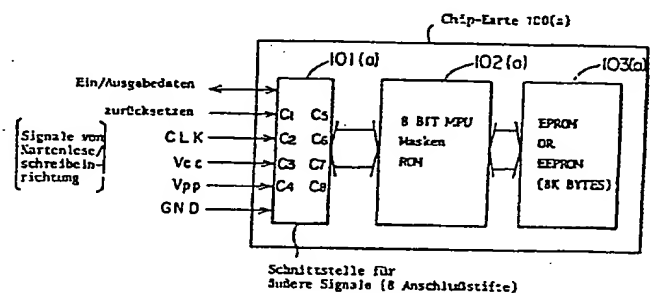 Chip-Karte 100(a)
101(a)
102(a)
103(a)
Ein/Ausgabedaten
zurücksetzen
CLK
Vcc
Vpp
GND
Signale von
Kartenlese/
schreibein-
richtung
C1 C5
C2 C6
C3 C7
C4 C8
8 BIT MPU
Masken
ROM
EPROM
OR
EEPROM
(8K BYTES)
Schnittstelle für
äußere Signale (8 Anschlußstifte)